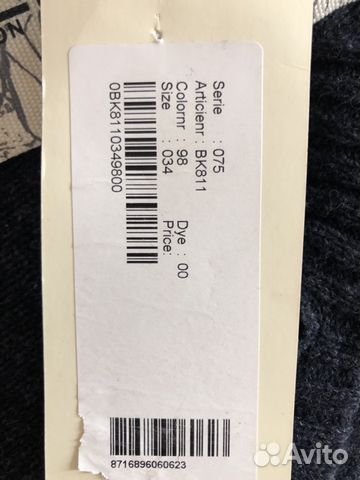 Serie : 075
Articlenr : BK811
Colornr : 98 Dye : 00
Size : 034 Price:
0BK8110349800
8716896060623
Avito